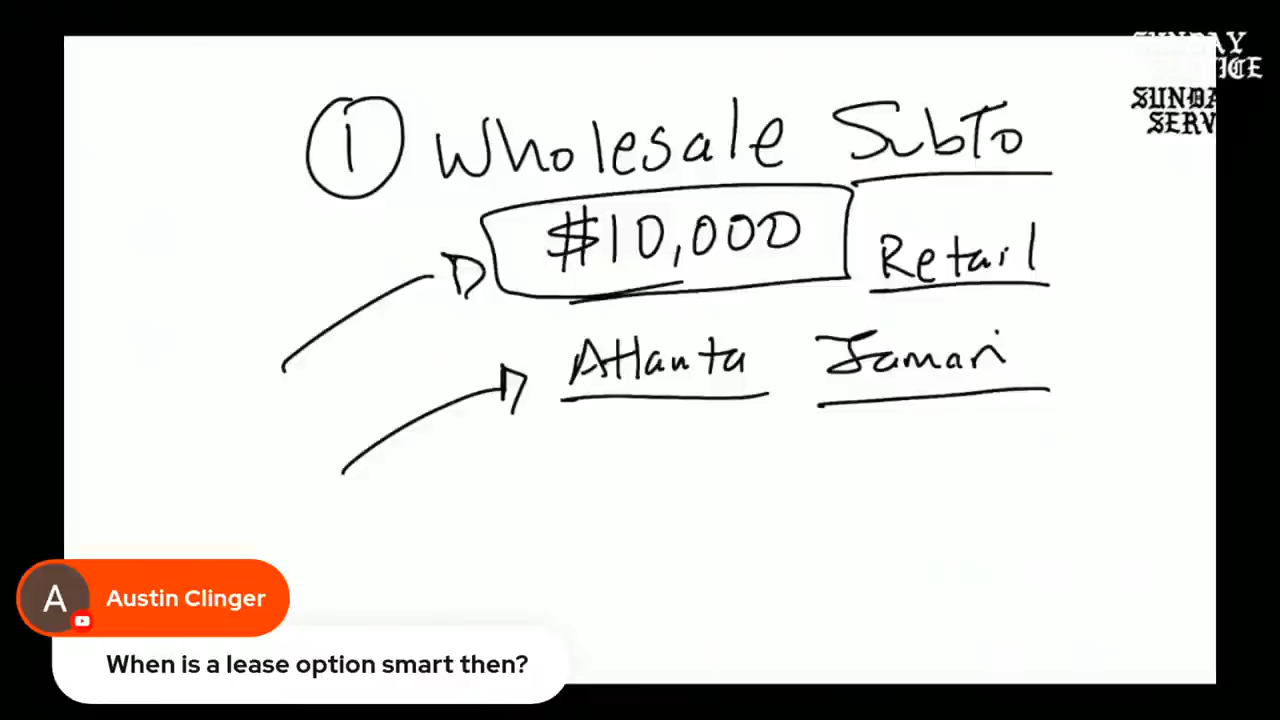 SUNDAY
SERVICE
SUNDA
SERV
1 Wholesale SubTo
$10,000 Retail
Atlanta Jamari
A Austin Clinger
When is a lease option smart then?